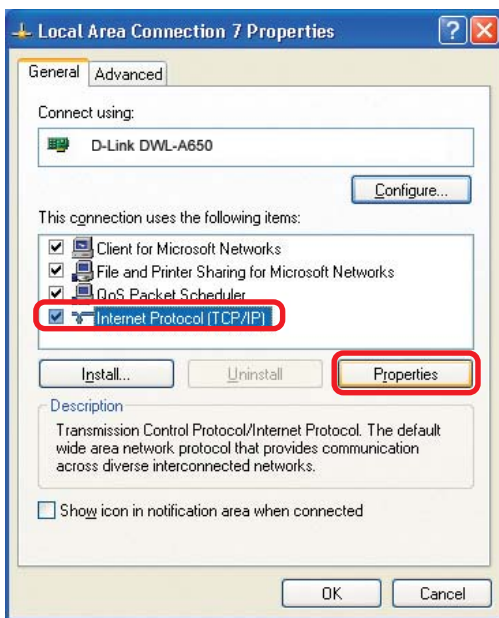 Local Area Connection 7 Properties
General Advanced
Connect using:
D-Link DWL-A650
Configure...
This connection uses the following items:
Client for Microsoft Networks
File and Printer Sharing for Microsoft Networks
QoS Packet Scheduler
Internet Protocol (TCP/IP)
Install... Uninstall Properties
Description
Transmission Control Protocol/Internet Protocol. The default
wide area network protocol that provides communication
across diverse interconnected networks.
Show icon in notification area when connected
OK Cancel